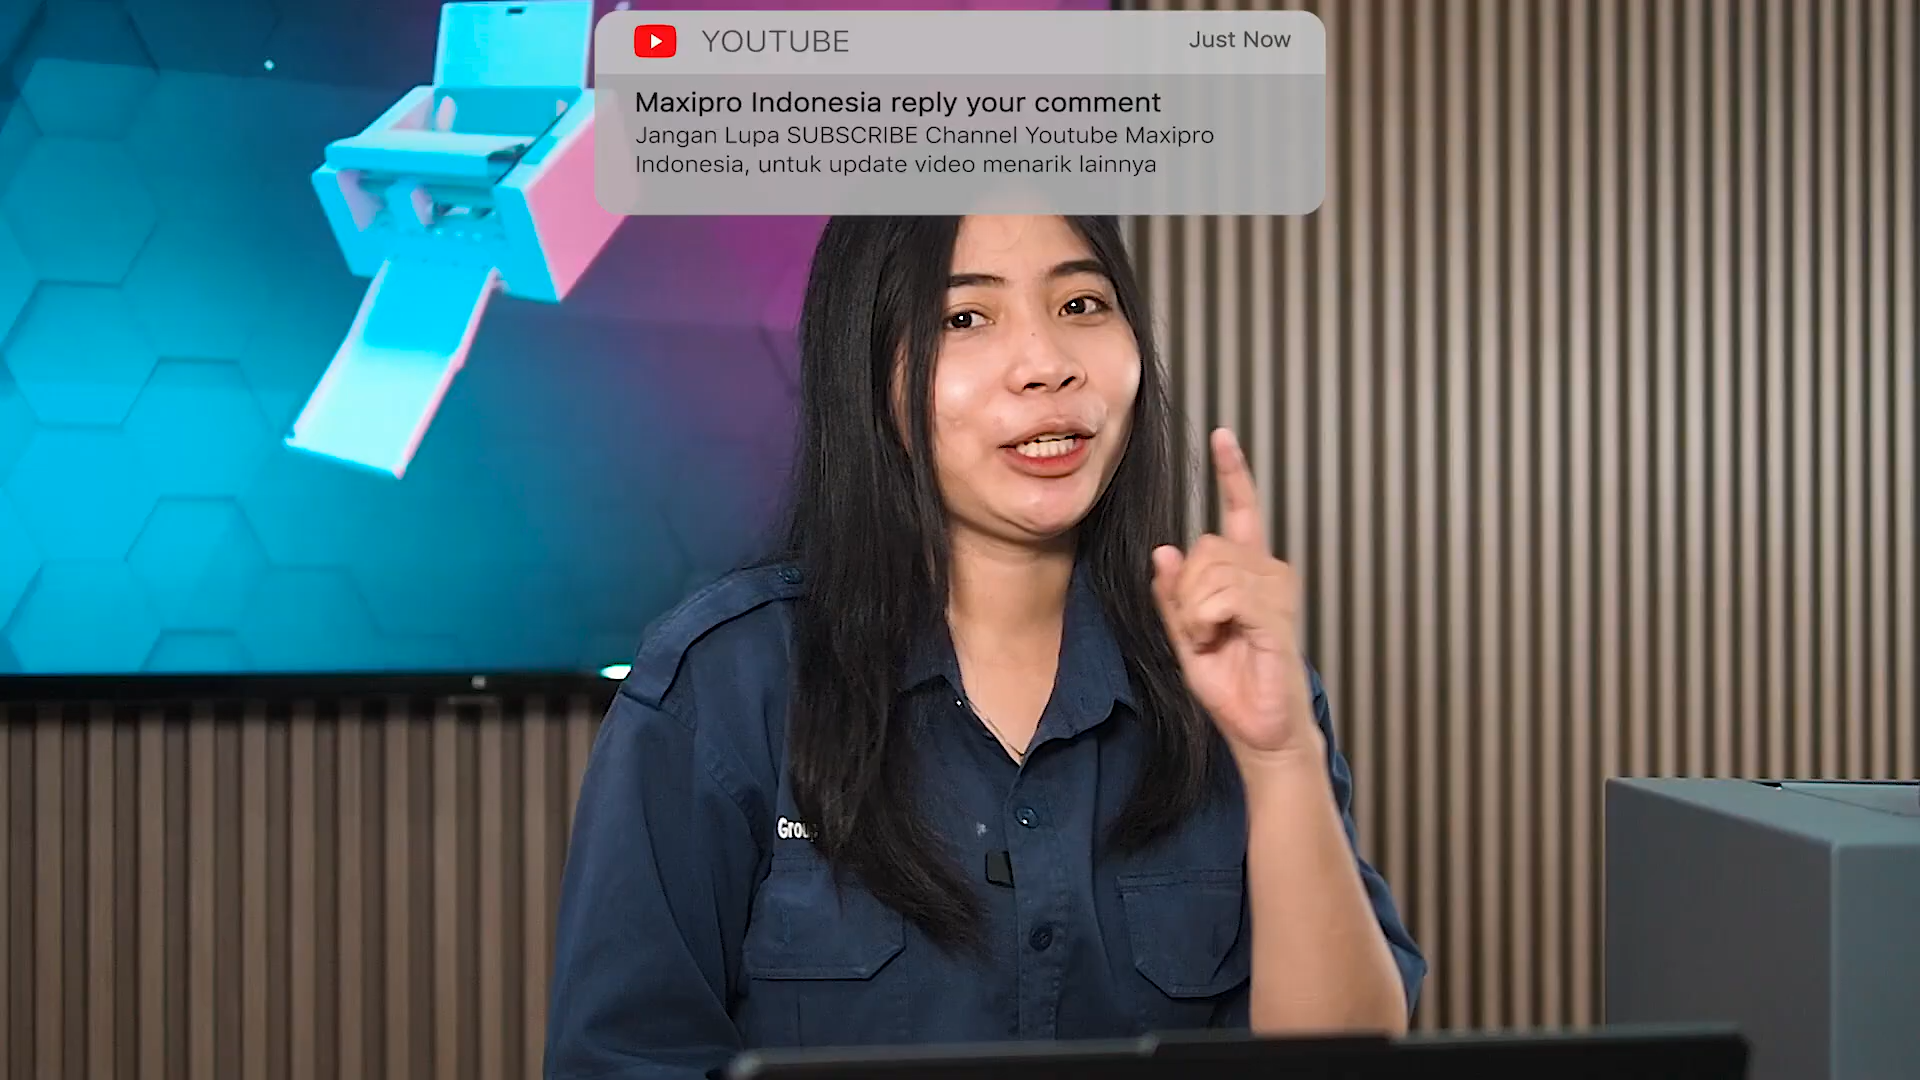 YOUTUBE
Just Now
Maxipro Indonesia reply your comment
Jangan Lupa SUBSCRIBE Channel Youtube Maxipro
Indonesia, untuk update video menarik lainnya
Group